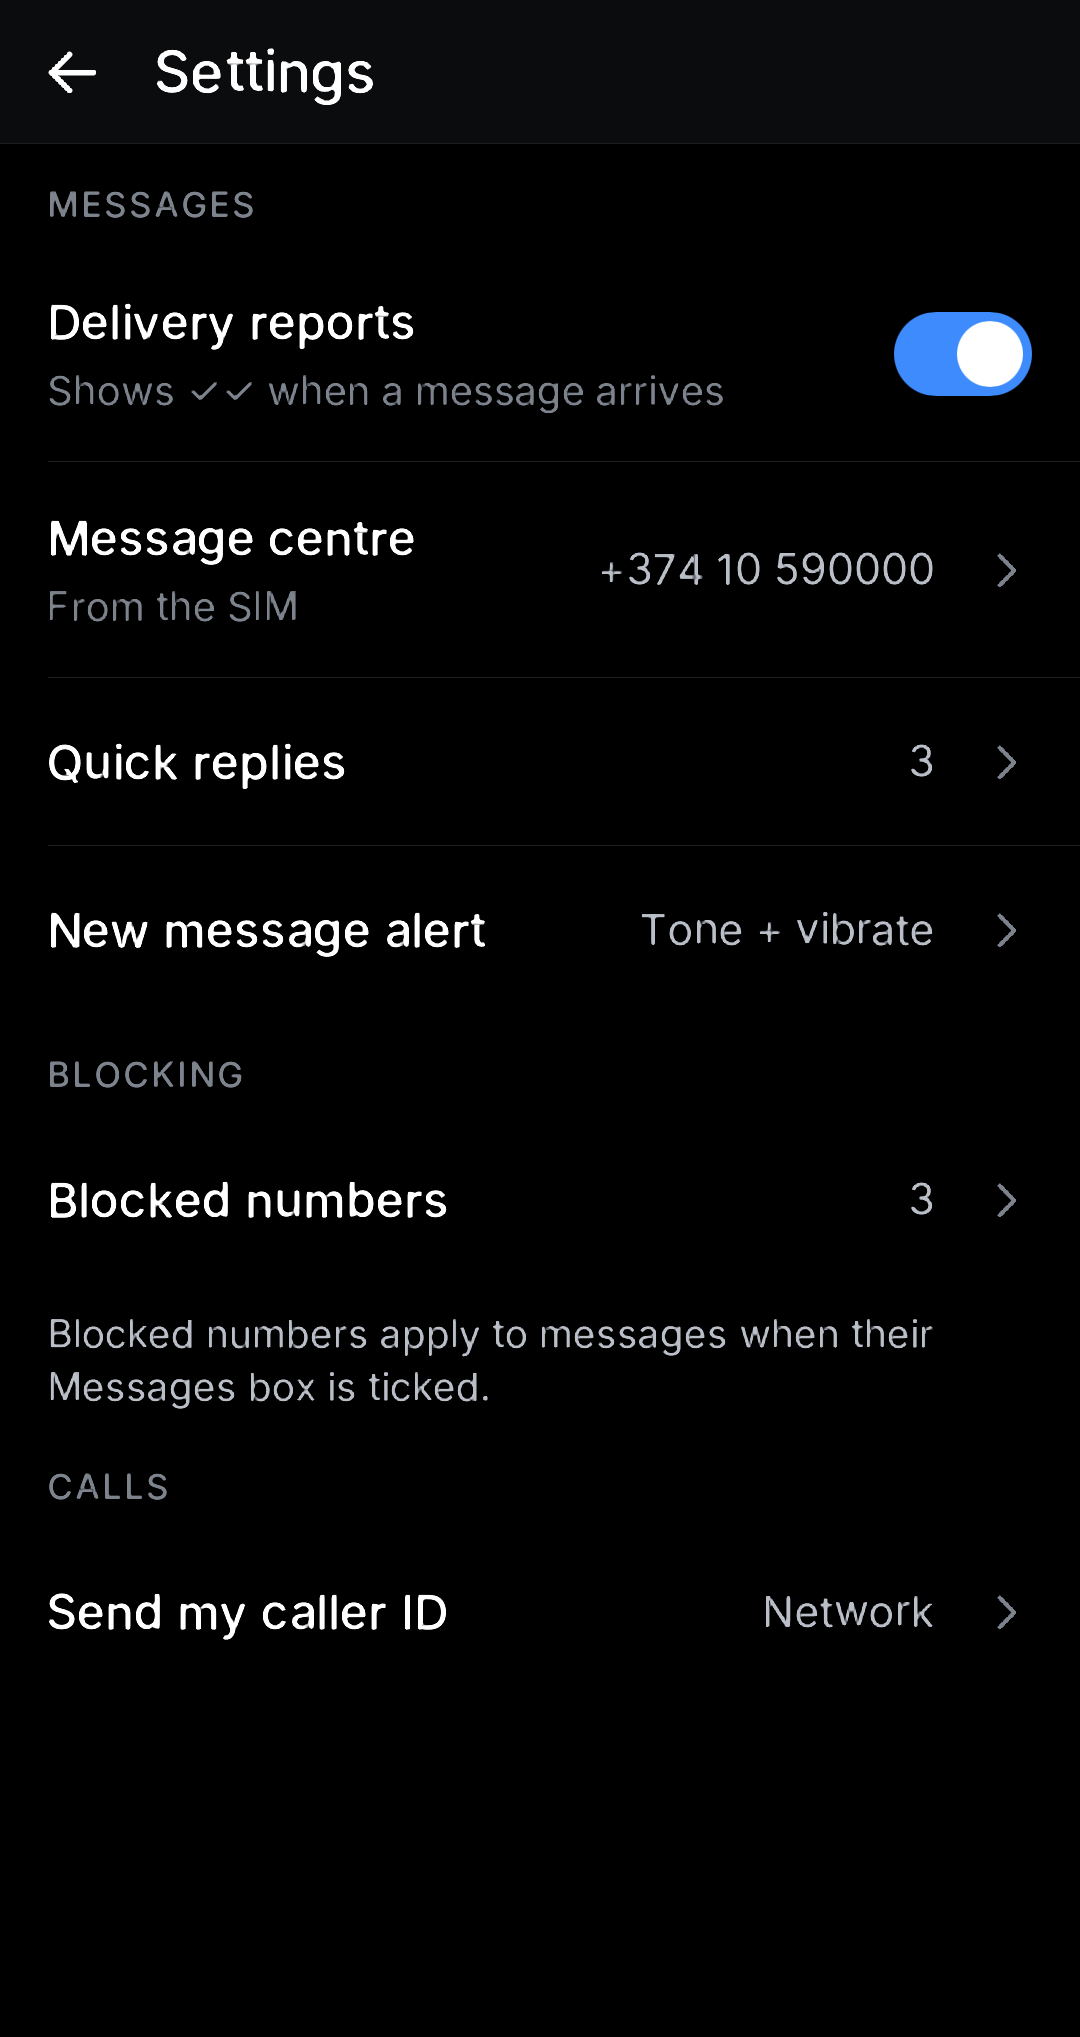 Settings
MESSAGES
Delivery reports
Shows ✓✓ when a message arrives
Message centre
+374 10 590000
From the SIM
Quick replies
3
New message alert
Tone + vibrate
BLOCKING
Blocked numbers
3
Blocked numbers apply to messages when their
Messages box is ticked.
CALLS
Send my caller ID
Network